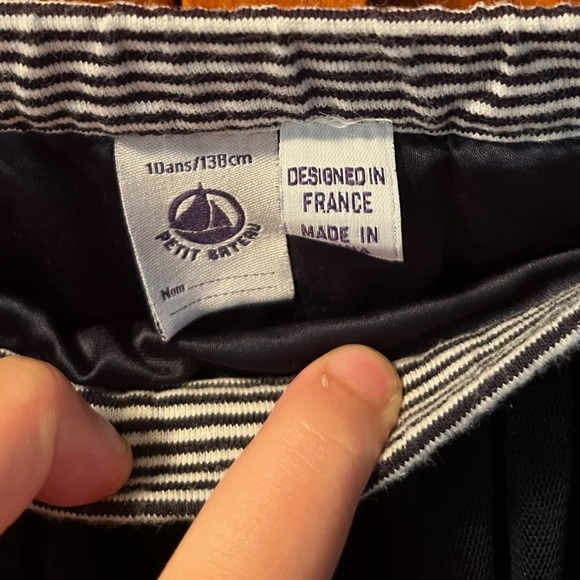 10ans/138cm
PETIT BATEAU
Nom
DESIGNED IN
FRANCE
MADE IN